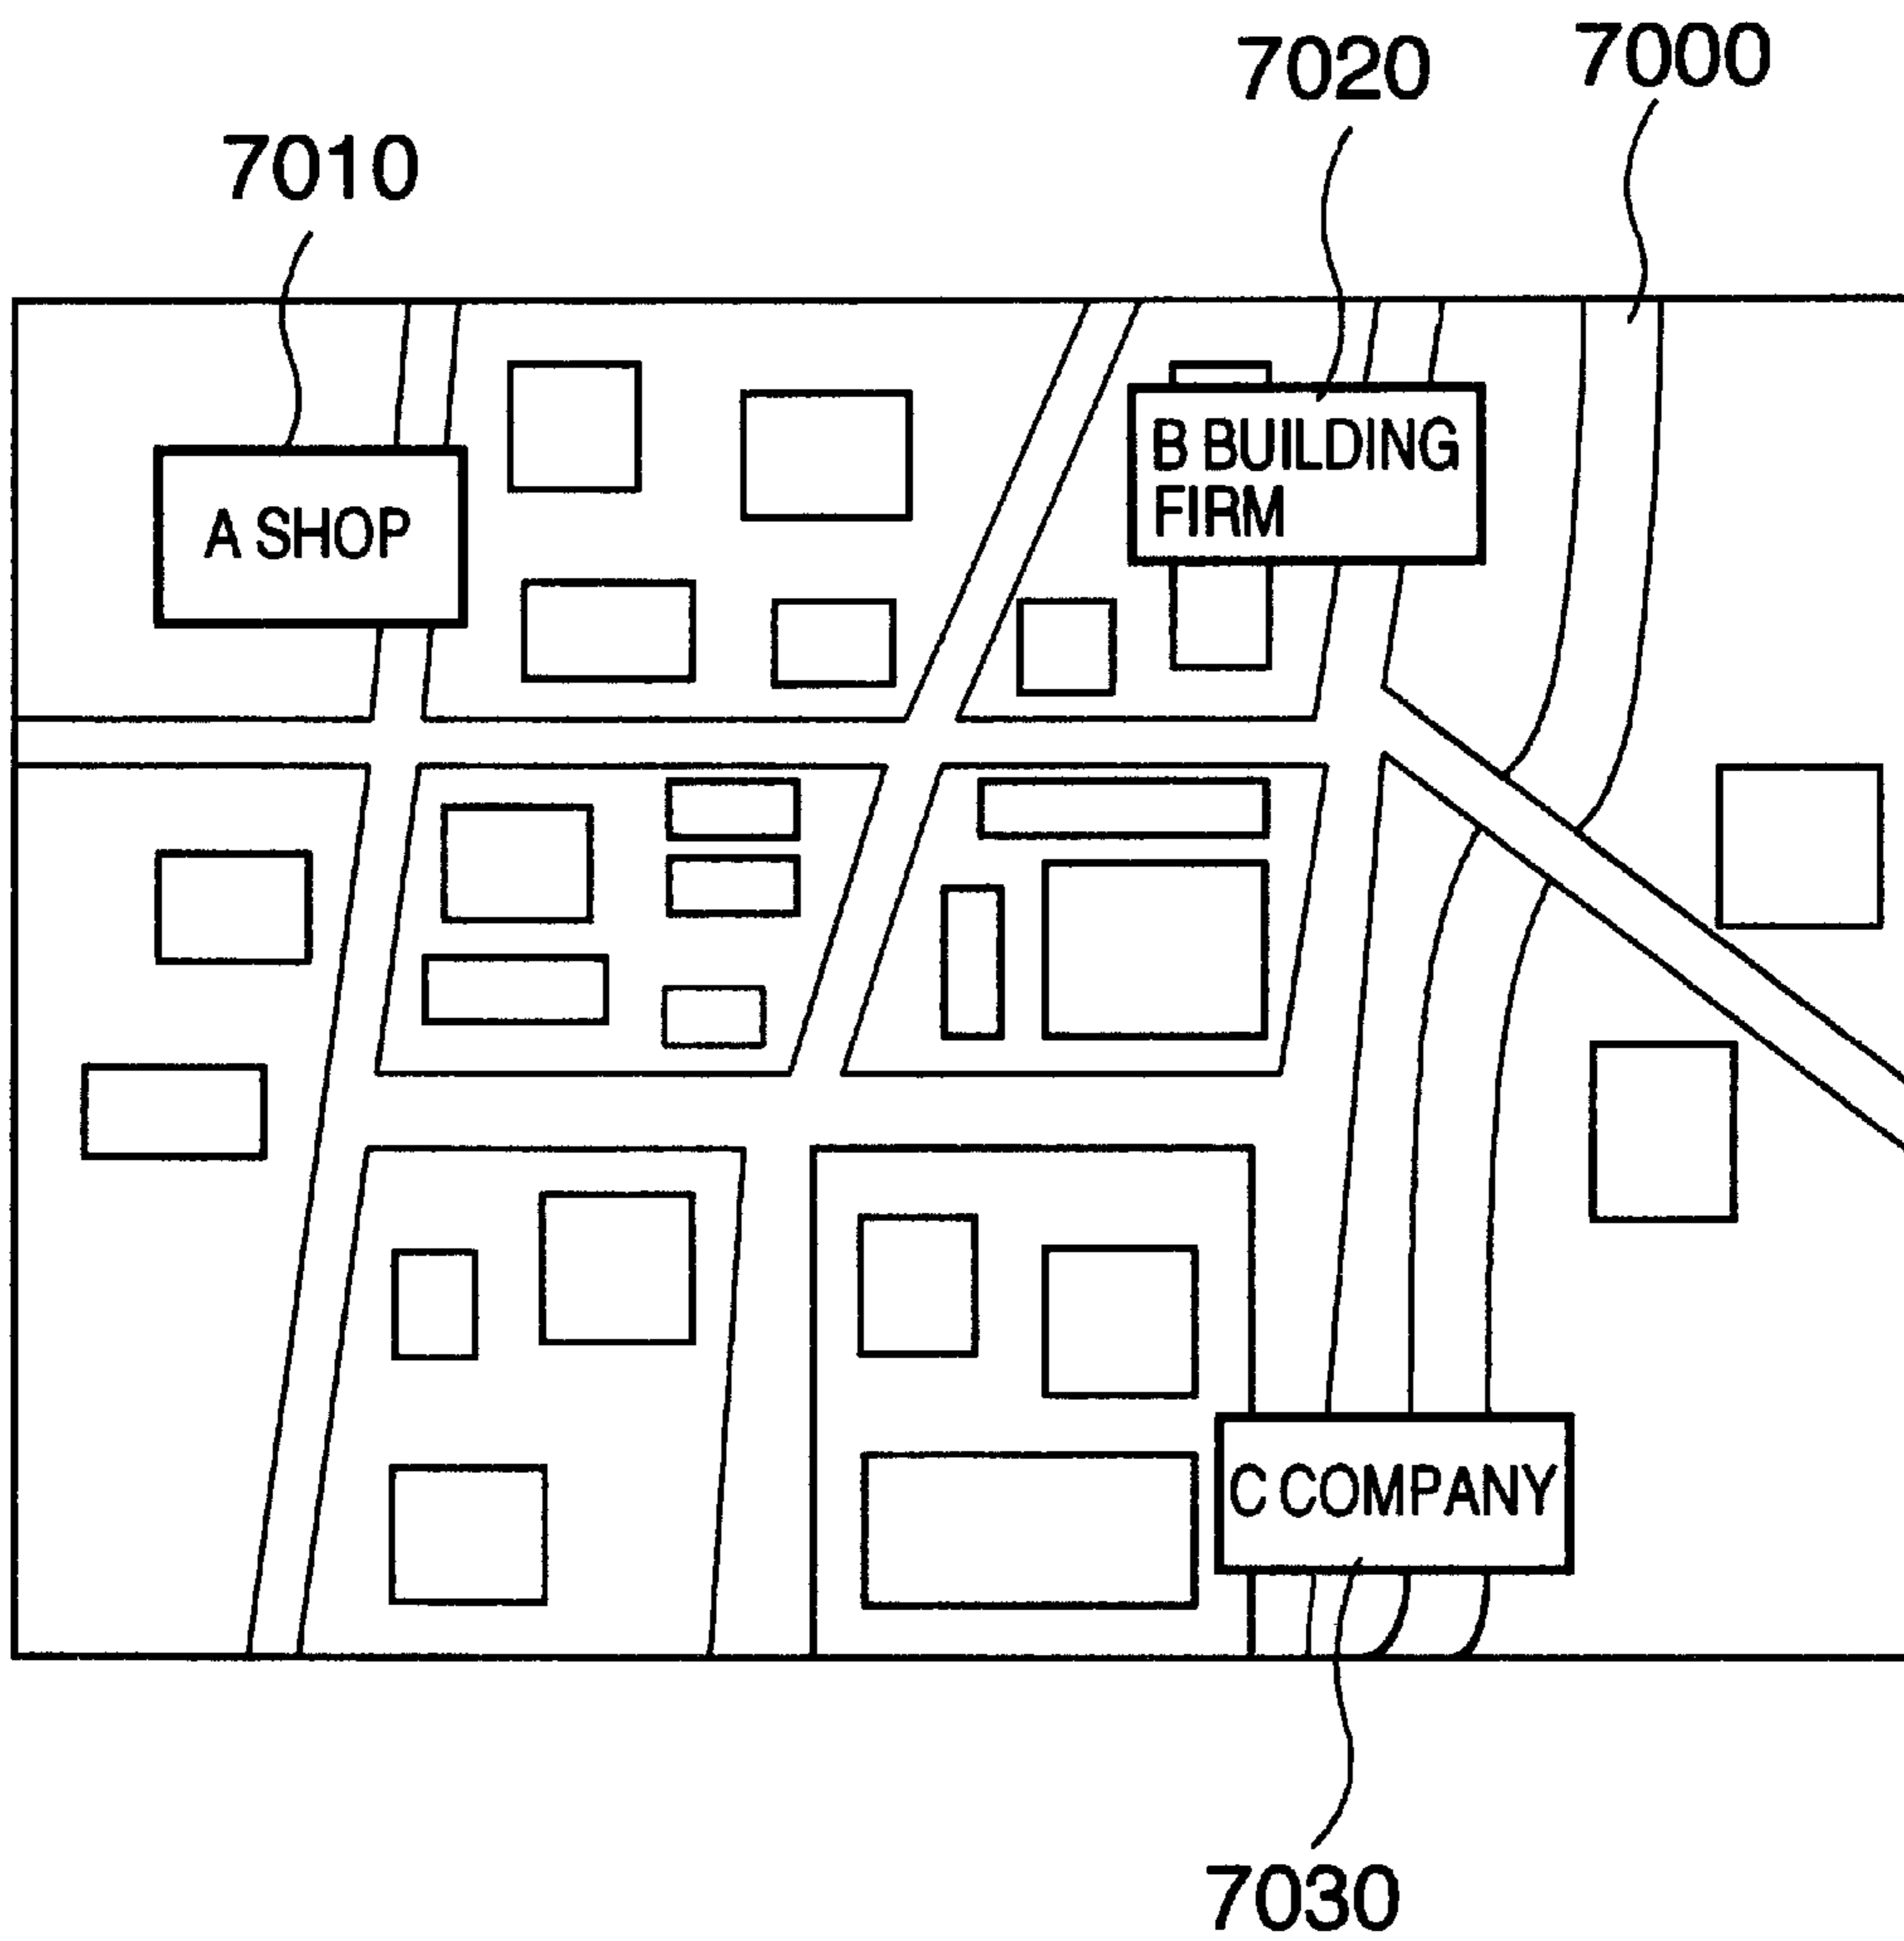 7020
7000
7010
B BUILDING
FIRM
A SHOP
C COMPANY
7030